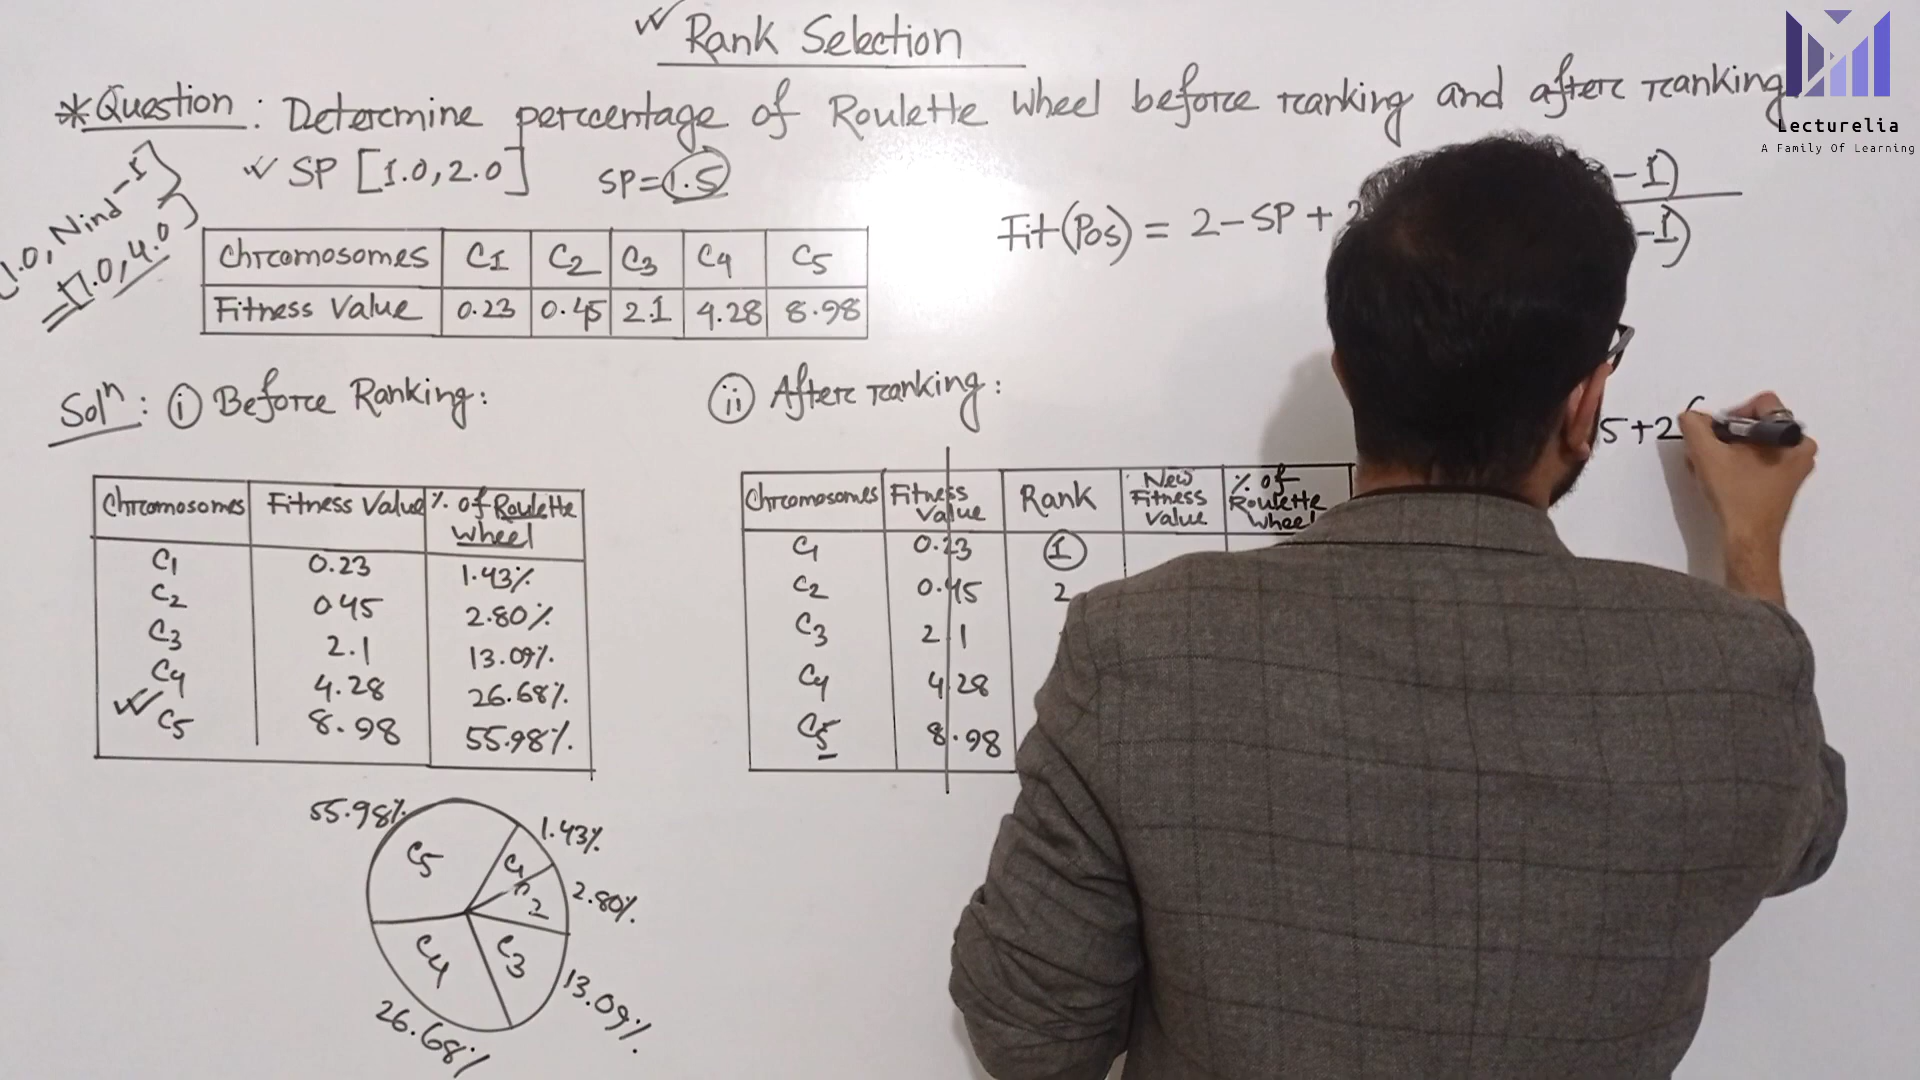 Rank Selection
*Question: Determine percentage of Roulette Wheel before ranking and after ranking.
SP [1.0, 2.0] SP=1.5
[1.0, Nind-1]
=[1.0, 4.0
Fit(Pos) = 2-SP+2 -1)
-1)
Chromosomes C1 C2 C3 C4 C5
Fitness Value 0.23 0.45 2.1 4.28 8.98
Solⁿ: (i) Before Ranking:
Chromosomes Fitness Value % of Roulette Wheel
C1 0.23 1.43%
C2 0.45 2.80%
C3 2.1 13.09%
C4 4.28 26.68%
C5 8.98 55.98%
55.98% 1.43%
C5 C1
2 2.80%
C4 C3
13.09%
26.68%
(ii) After ranking:
5+2(
Chromosomes Fitness Value Rank New Fitness Value % of Roulette Wheel
C1 0.23 1
C2 0.45 2
C3 2.1
C4 4.28
C5 8.98
Lecturelia
A Family Of Learning